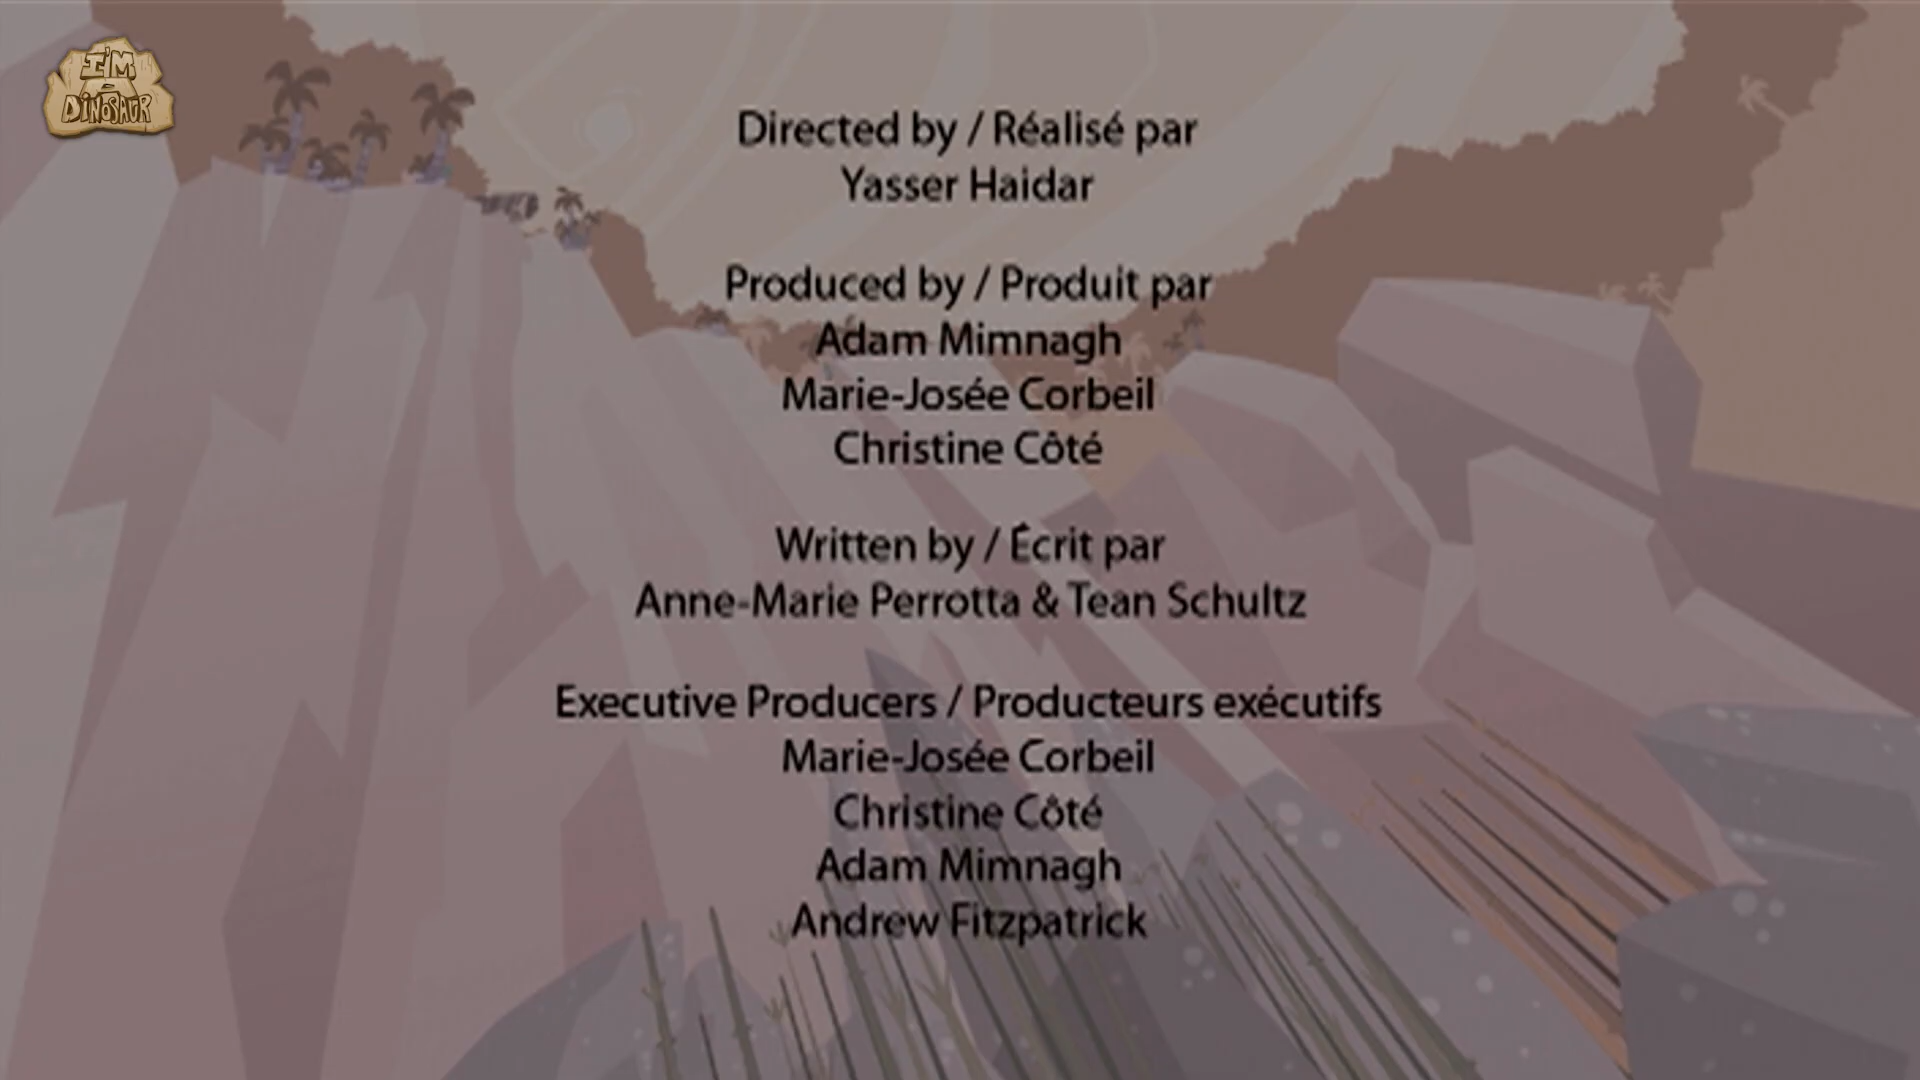 I'M
A
DINOSAUR
Directed by / Réalisé par
Yasser Haidar
Produced by / Produit par
Adam Mimnagh
Marie-Josée Corbeil
Christine Côté
Written by / Écrit par
Anne-Marie Perrotta & Tean Schultz
Executive Producers / Producteurs exécutifs
Marie-Josée Corbeil
Christine Côté
Adam Mimnagh
Andrew Fitzpatrick